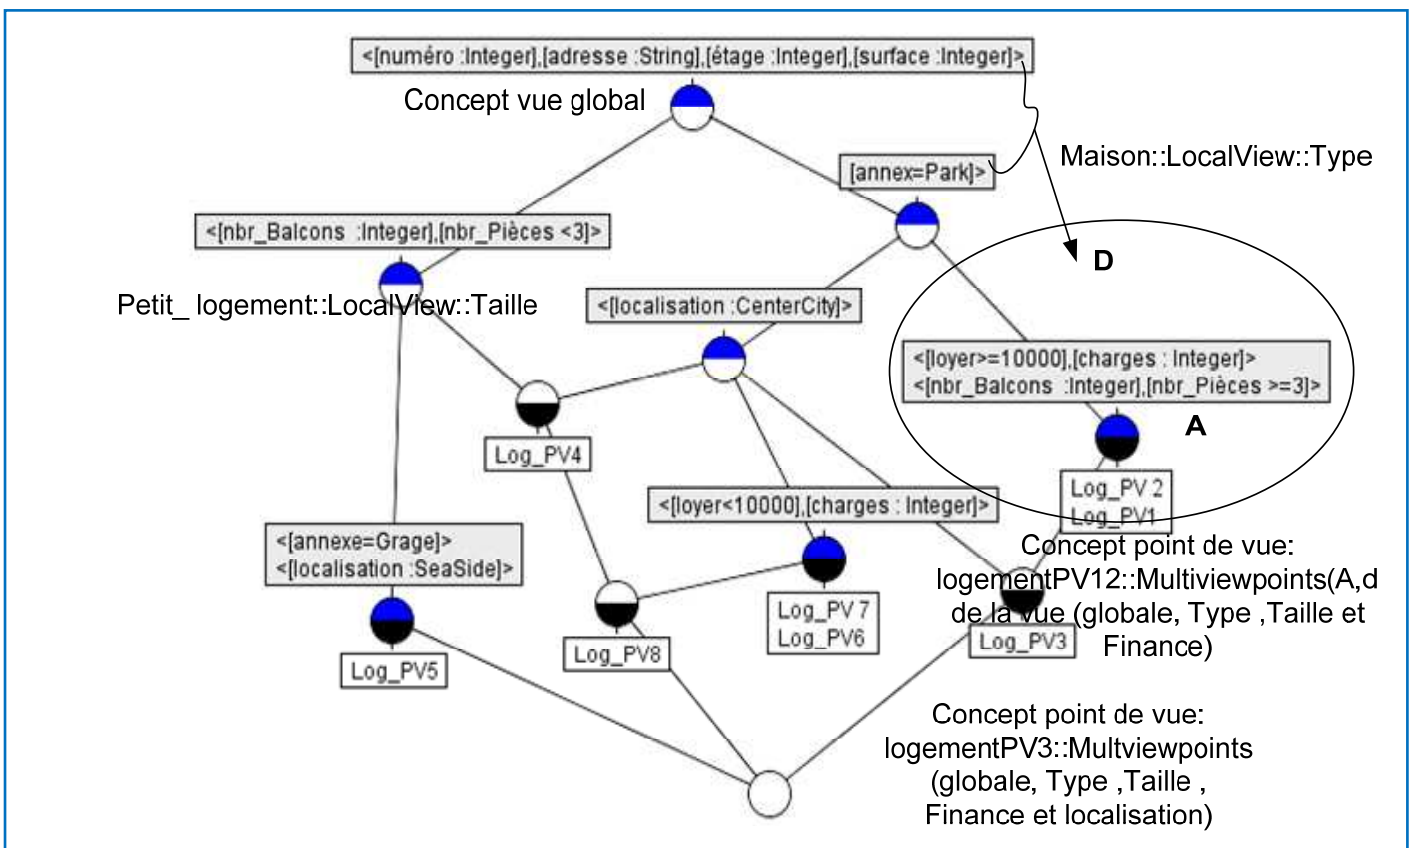 <[numéro :Integer],[adresse :String],[étage :Integer],[surface :Integer]>
Concept vue global
Maison::LocalView::Type
[annex=Park]>
<[nbr_Balcons  :Integer],[nbr_Pièces <3]>
D
Petit_ logement::LocalView::Taille
<[localisation :CenterCity]>
<[loyer>=10000],[charges : Integer]>
<[nbr_Balcons  :Integer],[nbr_Pièces >=3]>
A
Log_PV4
Log_PV 2
Log_PV1
<[loyer<10000],[charges : Integer]>
<[annexe=Grage]>
<[localisation :SeaSide]>
Concept point de vue:
logementPV12::Multiviewpoints(A,d
de la vue (globale, Type ,Taille et
Finance)
Log_PV 7
Log_PV6
Log_PV3
Log_PV8
Log_PV5
Concept point de vue:
logementPV3::Multviewpoints
(globale, Type ,Taille ,
Finance et localisation)